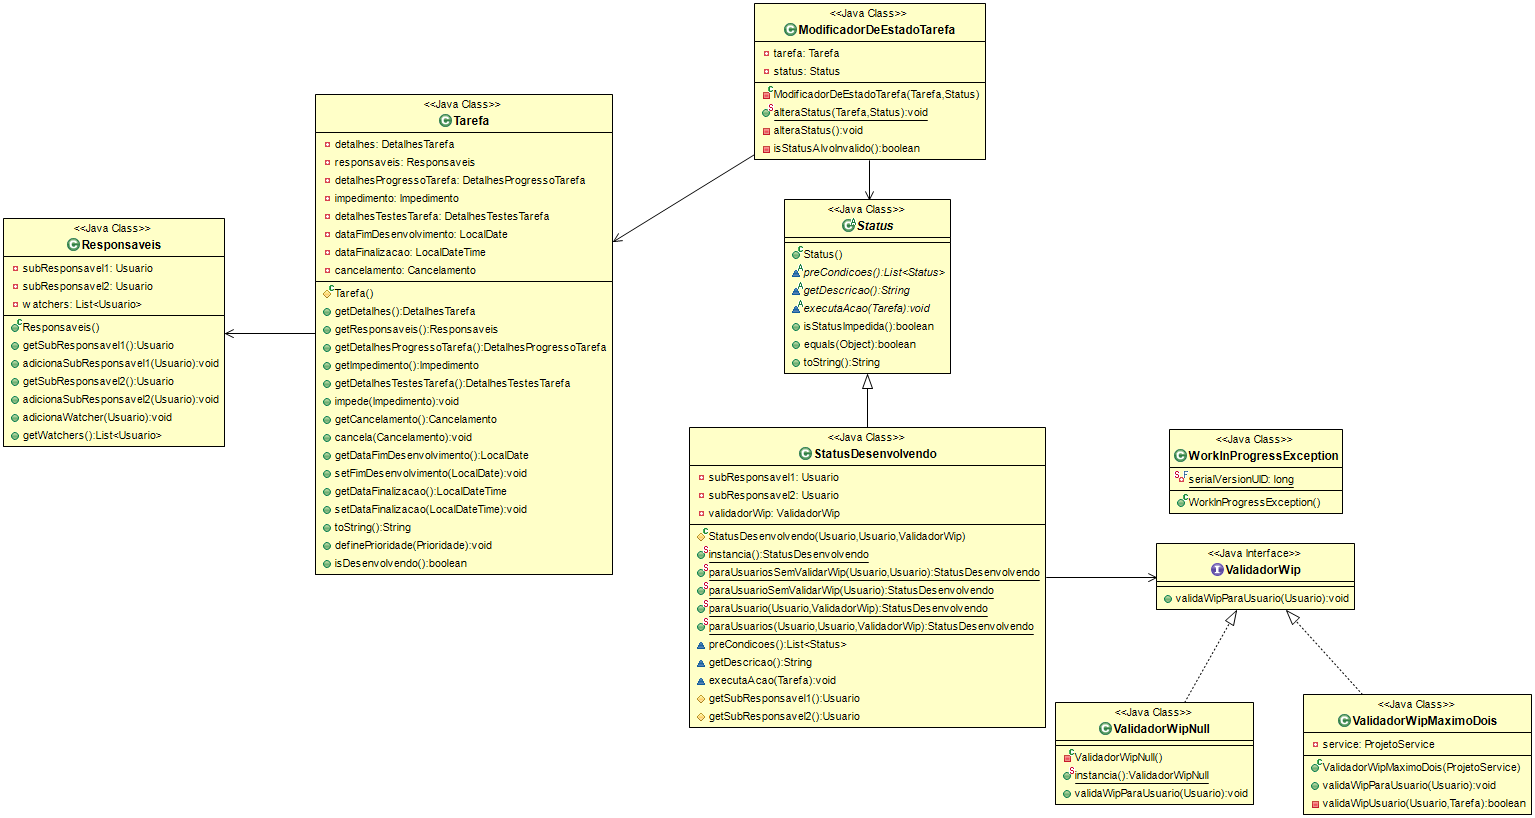 <<Java Class>>
ModificadorDeEstadoTarefa
tarefa: Tarefa
status: Status
ModificadorDeEstadoTarefa(Tarefa,Status)
alteraStatus(Tarefa,Status):void
alteraStatus():void
isStatusAlvoInvalido():boolean
<<Java Class>>
Tarefa
detalhes: DetalhesTarefa
responsaveis: Responsaveis
detalhesProgressoTarefa: DetalhesProgressoTarefa
impedimento: Impedimento
detalhesTestesTarefa: DetalhesTestesTarefa
dataFimDesenvolvimento: LocalDate
dataFinalizacao: LocalDateTime
cancelamento: Cancelamento
Tarefa()
getDetalhes():DetalhesTarefa
getResponsaveis():Responsaveis
getDetalhesProgressoTarefa():DetalhesProgressoTarefa
getImpedimento():Impedimento
getDetalhesTestesTarefa():DetalhesTestesTarefa
impede(Impedimento):void
getCancelamento():Cancelamento
cancela(Cancelamento):void
getDataFimDesenvolvimento():LocalDate
setFimDesenvolvimento(LocalDate):void
getDataFinalizacao():LocalDateTime
setDataFinalizacao(LocalDateTime):void
toString():String
definePrioridade(Prioridade):void
isDesenvolvendo():boolean
<<Java Class>>
Responsaveis
subResponsavel1: Usuario
subResponsavel2: Usuario
watchers: List<Usuario>
Responsaveis()
getSubResponsavel1():Usuario
adicionaSubResponsavel1(Usuario):void
getSubResponsavel2():Usuario
adicionaSubResponsavel2(Usuario):void
adicionaWatcher(Usuario):void
getWatchers():List<Usuario>
<<Java Class>>
Status
Status()
preCondicoes():List<Status>
getDescricao():String
executaAcao(Tarefa):void
isStatusImpedida():boolean
equals(Object):boolean
toString():String
<<Java Class>>
StatusDesenvolvendo
subResponsavel1: Usuario
subResponsavel2: Usuario
validadorWip: ValidadorWip
StatusDesenvolvendo(Usuario,Usuario,ValidadorWip)
instancia():StatusDesenvolvendo
paraUsuariosSemValidarWip(Usuario,Usuario):StatusDesenvolvendo
paraUsuarioSemValidarWip(Usuario):StatusDesenvolvendo
paraUsuario(Usuario,ValidadorWip):StatusDesenvolvendo
paraUsuarios(Usuario,Usuario,ValidadorWip):StatusDesenvolvendo
preCondicoes():List<Status>
getDescricao():String
executaAcao(Tarefa):void
getSubResponsavel1():Usuario
getSubResponsavel2():Usuario
<<Java Class>>
WorkInProgressException
serialVersionUID: long
WorkInProgressException()
<<Java Interface>>
ValidadorWip
validaWipParaUsuario(Usuario):void
<<Java Class>>
ValidadorWipNull
ValidadorWipNull()
instancia():ValidadorWipNull
validaWipParaUsuario(Usuario):void
<<Java Class>>
ValidadorWipMaximoDois
service: ProjetoService
ValidadorWipMaximoDois(ProjetoService)
validaWipParaUsuario(Usuario):void
validaWipUsuario(Usuario,Tarefa):boolean